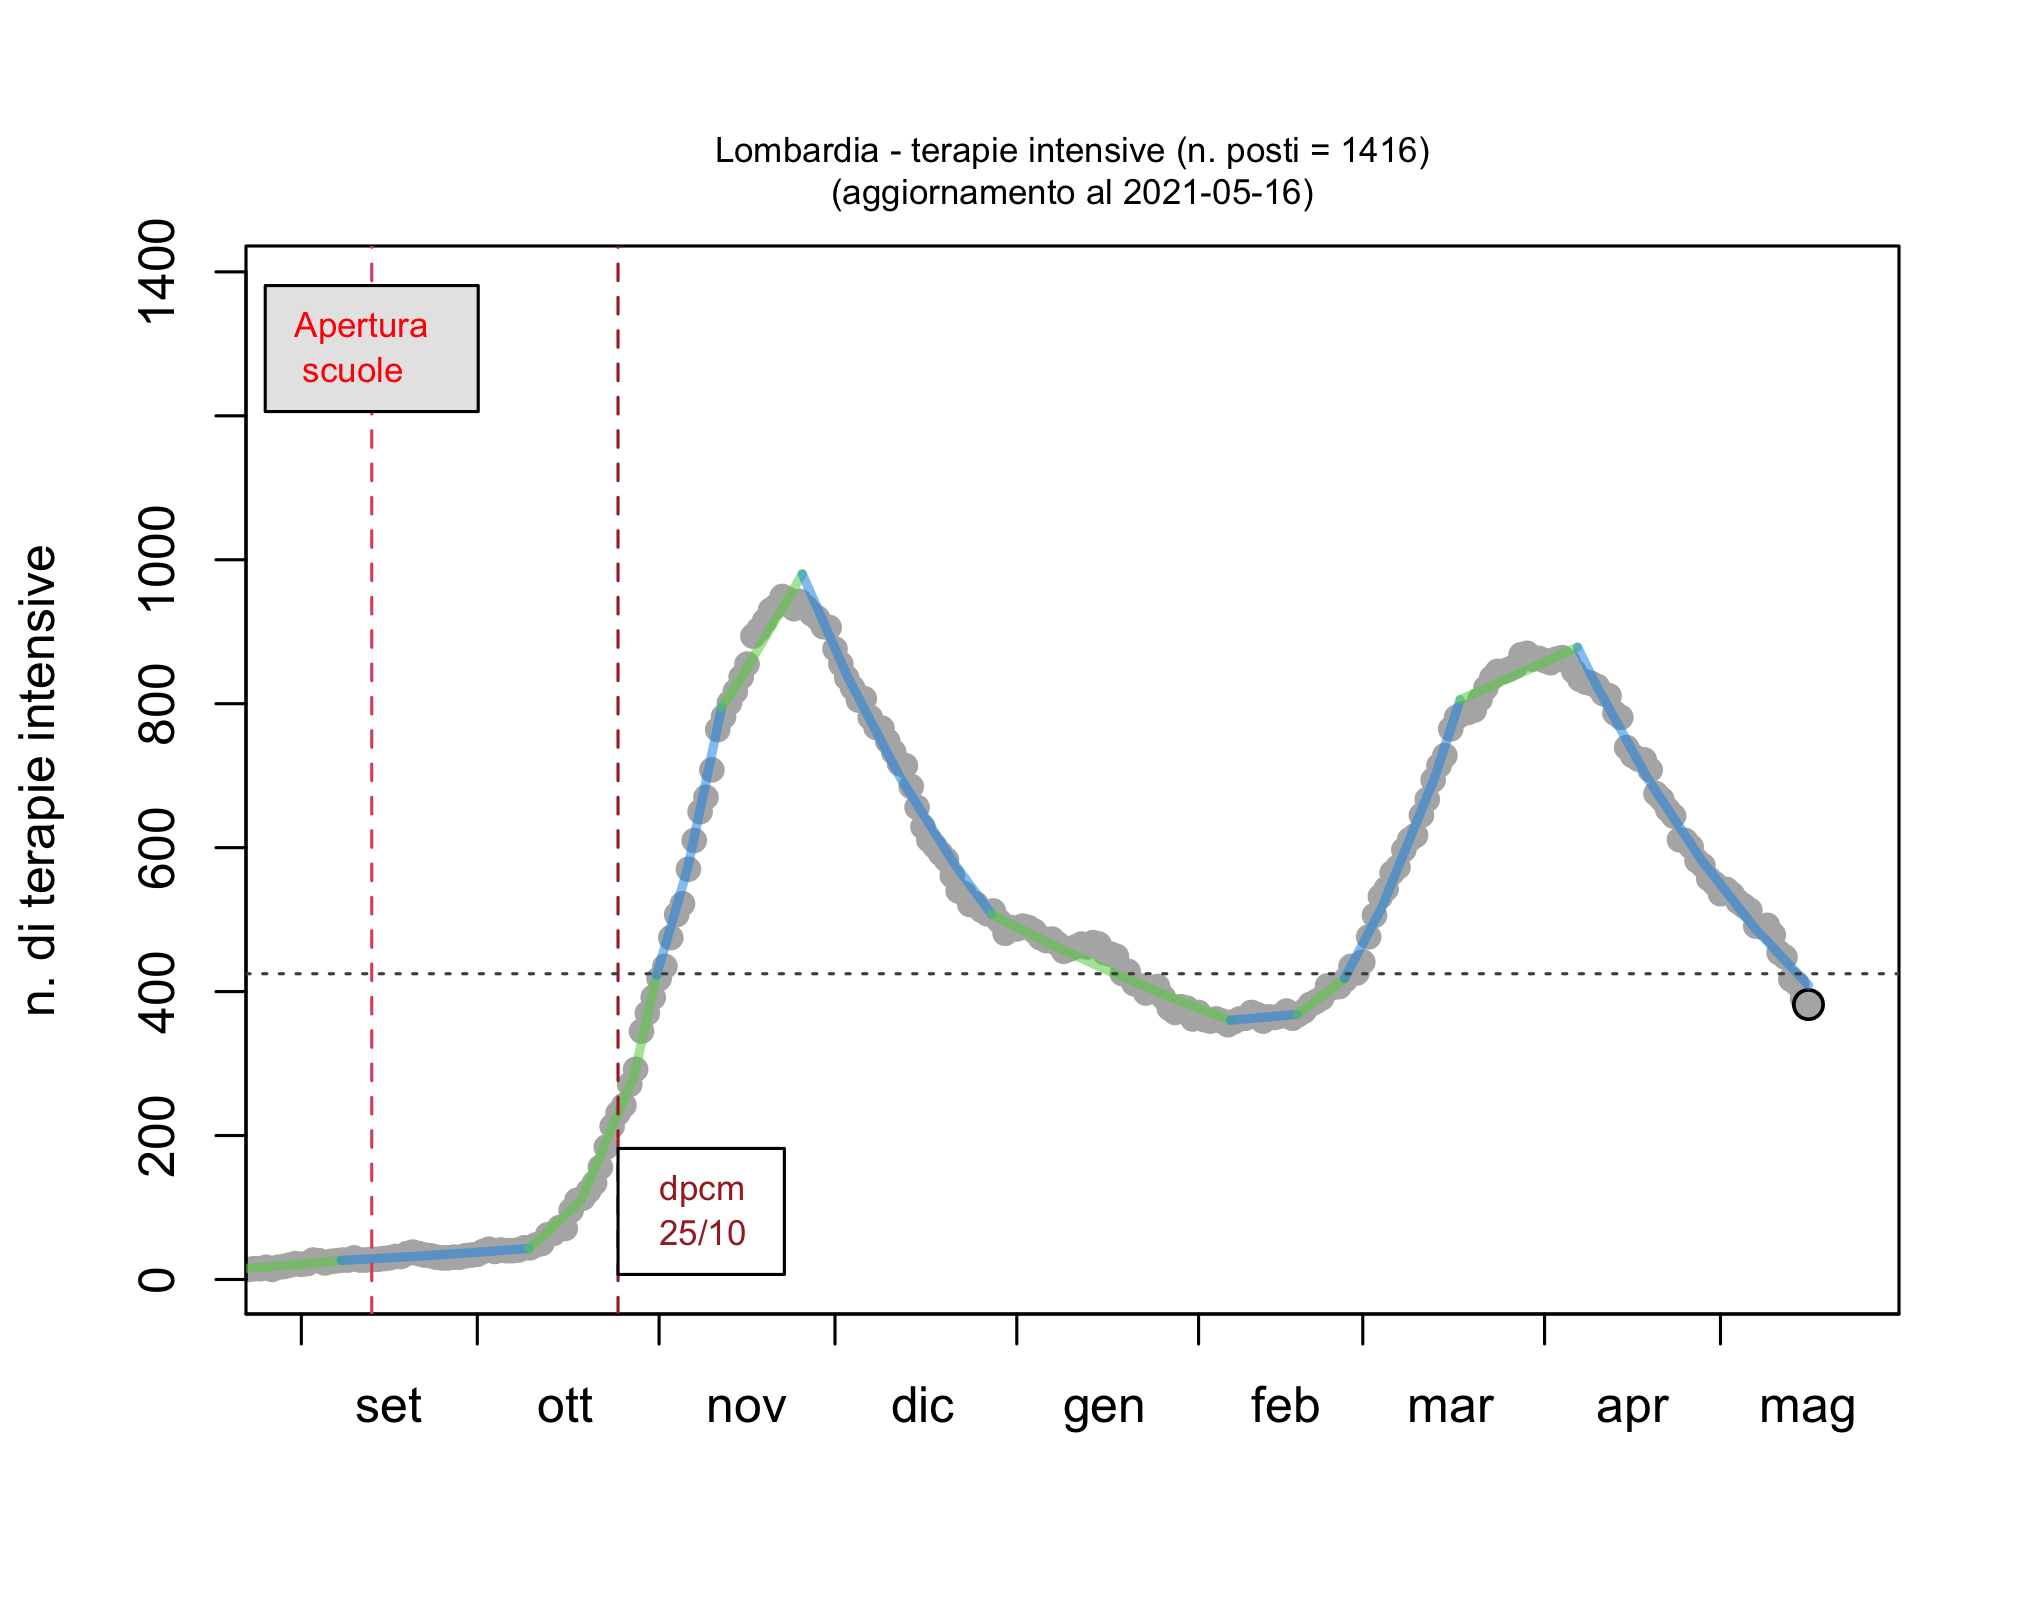 Lombardia - terapie intensive (n. posti = 1416)
(aggiornamento al 2021-05-16)
n. di terapie intensive
1400
1000
800
600
400
200
0
Apertura
scuole
dpcm
25/10
set ott nov dic gen feb mar apr mag